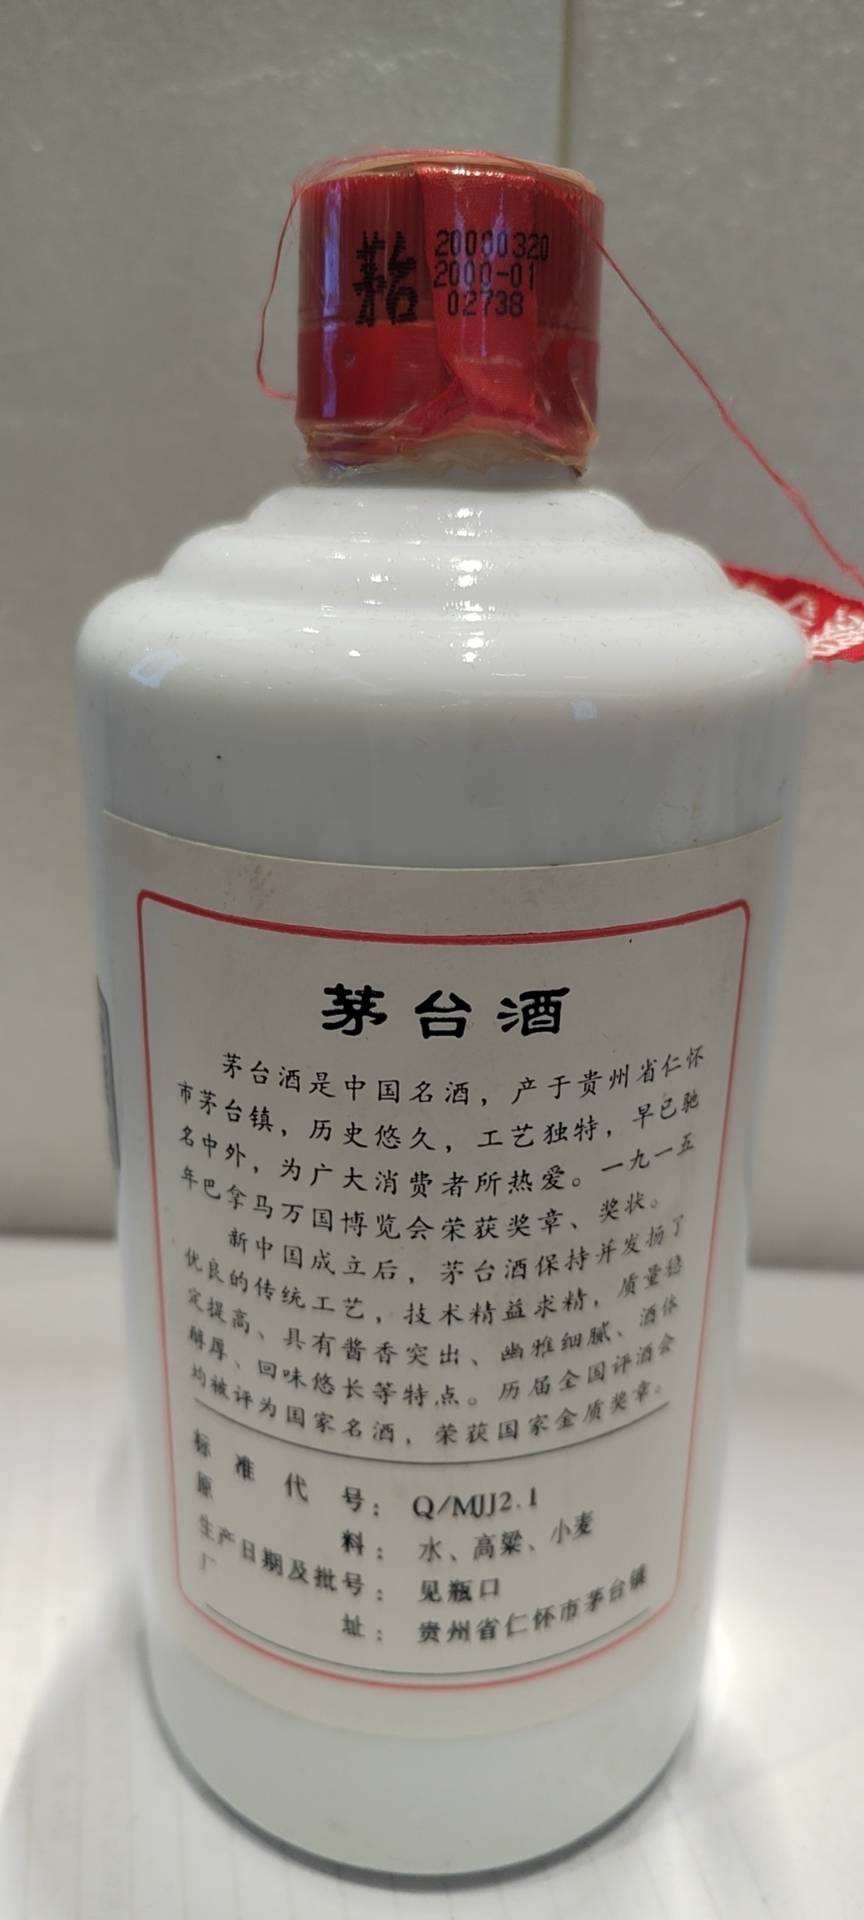 茅台
20000320
2000-01
02738
茅台酒
茅台酒是中国名酒，产于贵州省仁怀
市茅台镇，历史悠久，工艺独特，早已驰
名中外，为广大消费者所热爱。一九一五
年巴拿马万国博览会荣获奖章、奖状。
新中国成立后，茅台酒保持并发扬了
优良的传统工艺，技术精益求精，质量稳
定提高、具有酱香突出、幽雅细腻、酒体
醇厚、回味悠长等特点。历届全国评酒会
均被评为国家名酒，荣获国家金质奖章。
标准代号：Q/MJJ2.1
原料：水、高粱、小麦
生产日期及批号：见瓶口
厂址：贵州省仁怀市茅台镇